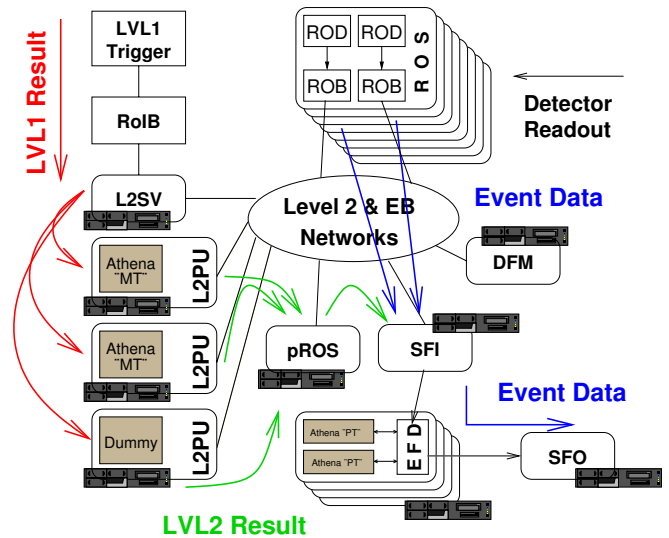 LVL1
Trigger
RoIB
L2SV
LVL1 Result
ROD
ROD
ROB
ROB
ROS
Detector
Readout
Level 2 & EB
Networks
Event Data
DFM
Athena
"MT"
L2PU
Athena
"MT"
L2PU
Dummy
L2PU
pROS
SFI
Event Data
Athena "PT"
Athena "PT"
EFD
SFO
LVL2 Result